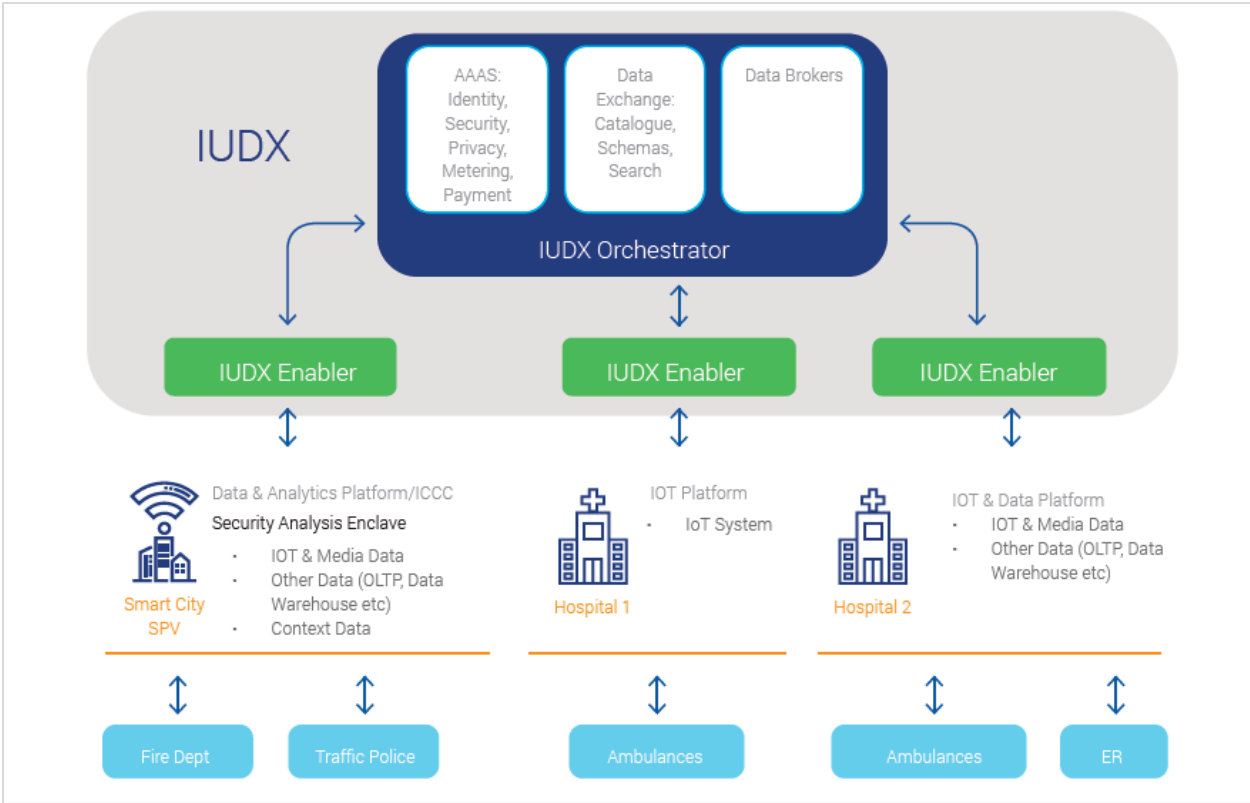 IUDX
AAAS:
Identity,
Security,
Privacy,
Metering,
Payment
Data
Exchange:
Catalogue,
Schemas,
Search
Data Brokers
IUDX Orchestrator
IUDX Enabler
IUDX Enabler
IUDX Enabler
Smart City
SPV
Data & Analytics Platform/ICCC
Security Analysis Enclave
• IOT & Media Data
• Other Data (OLTP, Data
Warehouse etc)
• Context Data
Hospital 1
IOT Platform
• IoT System
Hospital 2
IOT & Data Platform
• IOT & Media Data
• Other Data (OLTP, Data
Warehouse etc)
Fire Dept
Traffic Police
Ambulances
Ambulances
ER